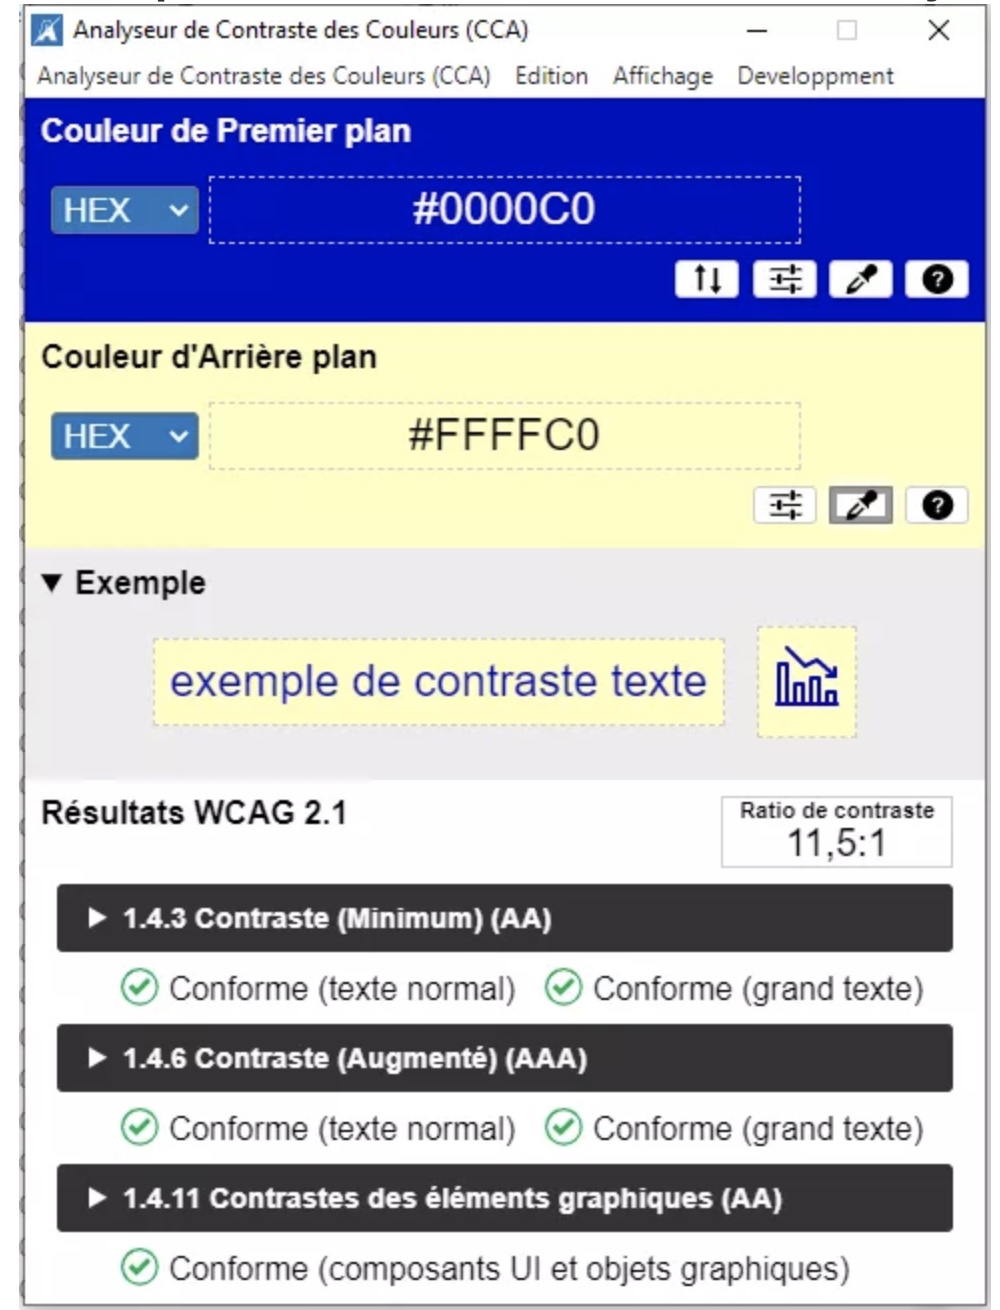 Analyseur de Contraste des Couleurs (CCA)
Analyseur de Contraste des Couleurs (CCA) Edition Affichage Developpment
Couleur de Premier plan
HEX #0000C0
Couleur d'Arrière plan
HEX #FFFFC0
Exemple
exemple de contraste texte
Résultats WCAG 2.1
Ratio de contraste
11,5:1
1.4.3 Contraste (Minimum) (AA)
Conforme (texte normal) Conforme (grand texte)
1.4.6 Contraste (Augmenté) (AAA)
Conforme (texte normal) Conforme (grand texte)
1.4.11 Contrastes des éléments graphiques (AA)
Conforme (composants UI et objets graphiques)